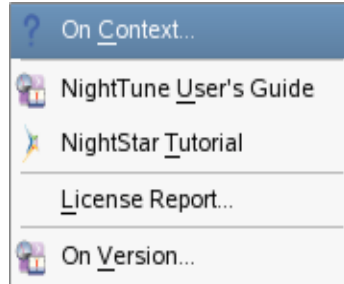 On Context...
NightTune User's Guide
NightStar Tutorial
License Report...
On Version...